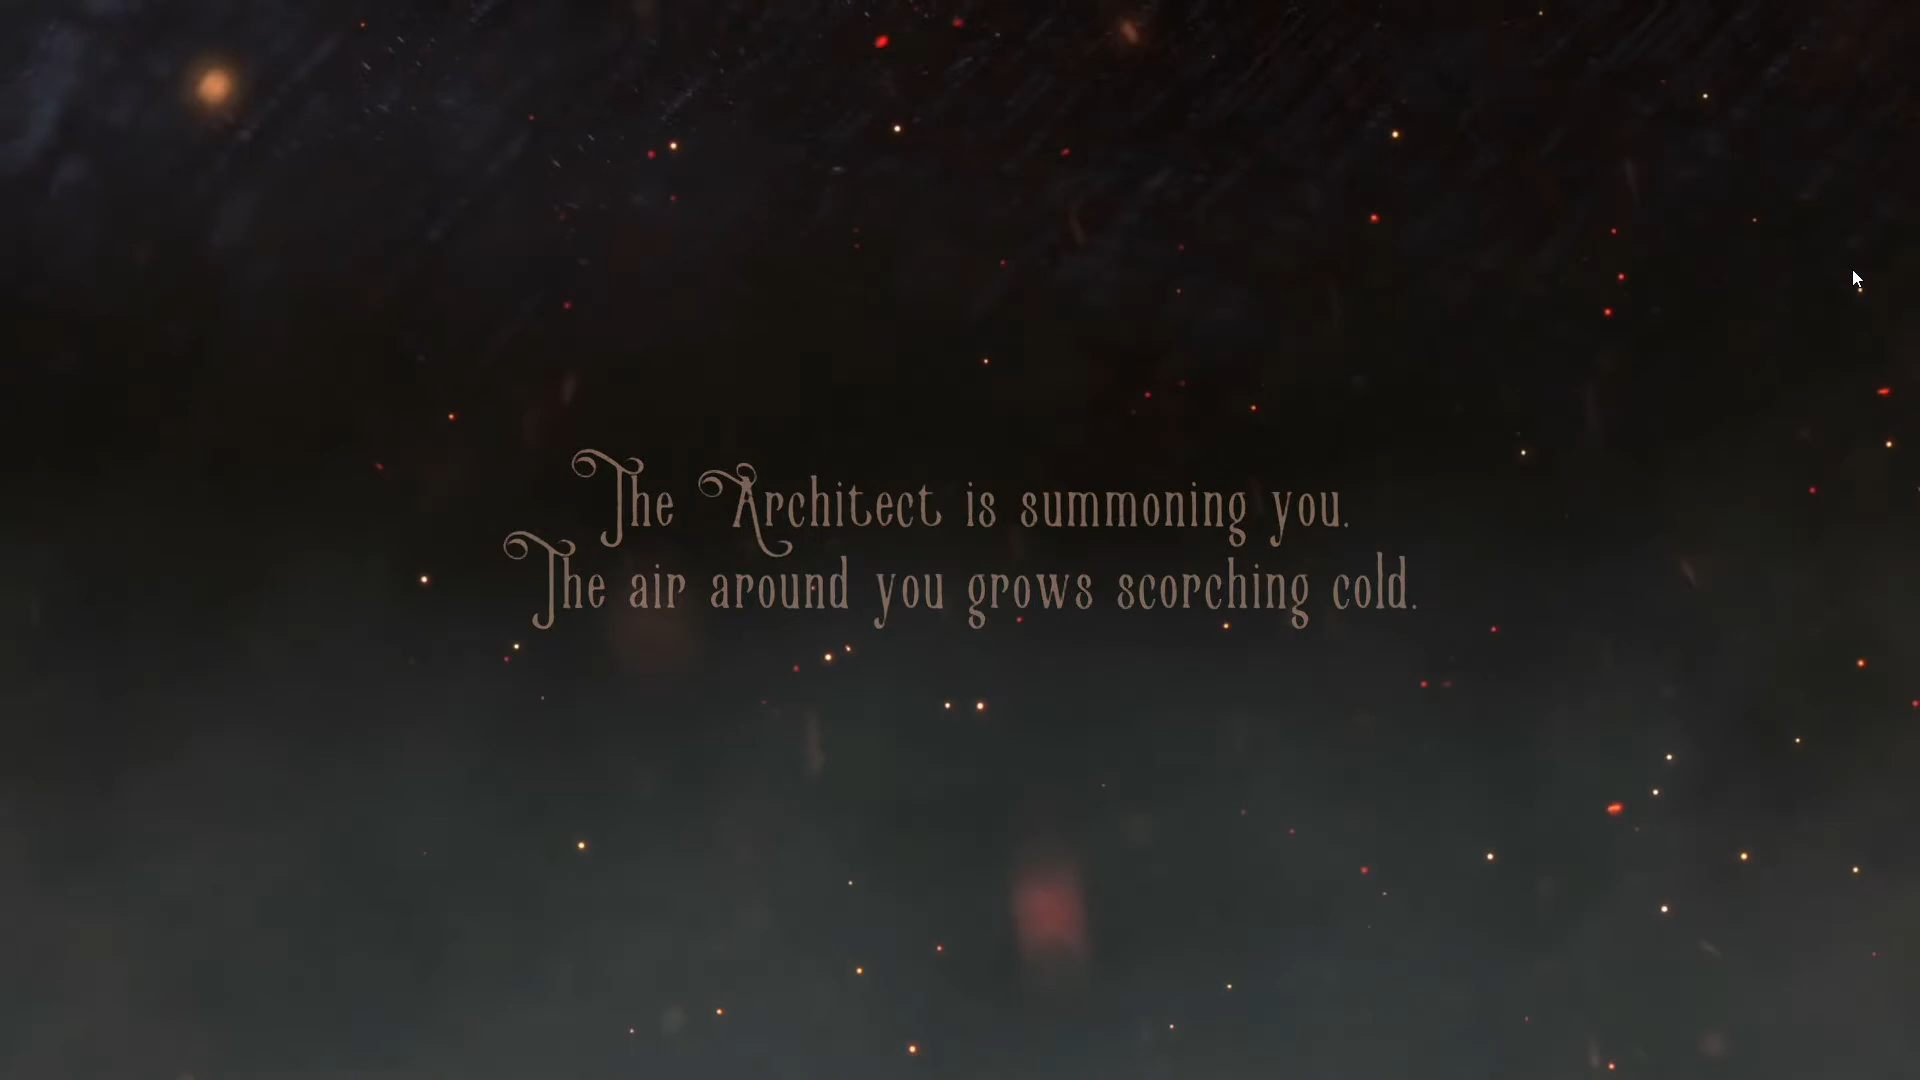 The Architect is summoning you.
The air around you grows scorching cold.